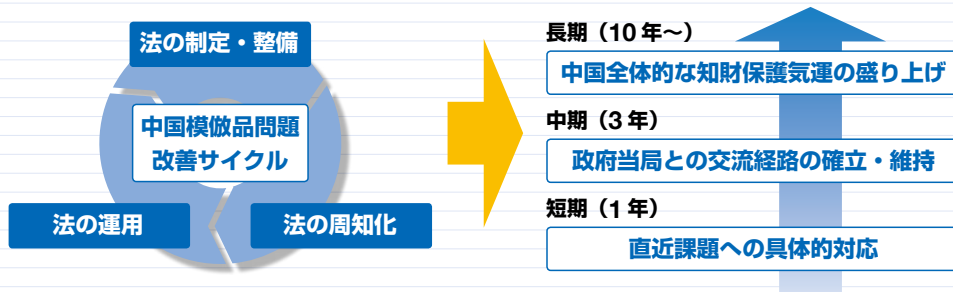 法の制定・整備
中国模倣品問題
改善サイクル
法の運用
法の周知化
長期（10年～）
中国全体的な知財保護気運の盛り上げ
中期（3年）
政府当局との交流経路の確立・維持
短期（1年）
直近課題への具体的対応